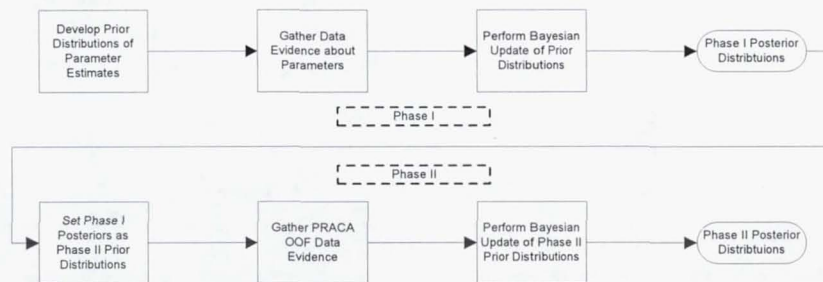 Develop Prior
Distributions of
Parameter
Estimates
Gather Data
Evidence about
Parameters
Perform Bayesian
Update of Prior
Distributions
Phase I Posterior
Distribtuions
Phase I
Phase II
Set Phase I
Posteriors as
Phase II Prior
Distributions
Gather PRACA
OOF Data
Evidence
Perform Bayesian
Update of Phase II
Prior Distributions
Phase II Posterior
Distribtuions